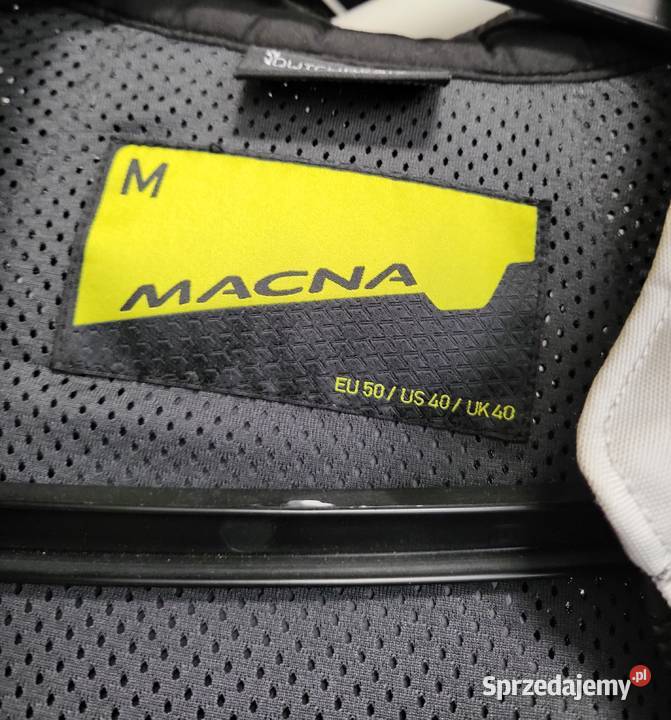 M
MACNA
EU 50 / US 40 / UK 40
Sprzedajemy.pl